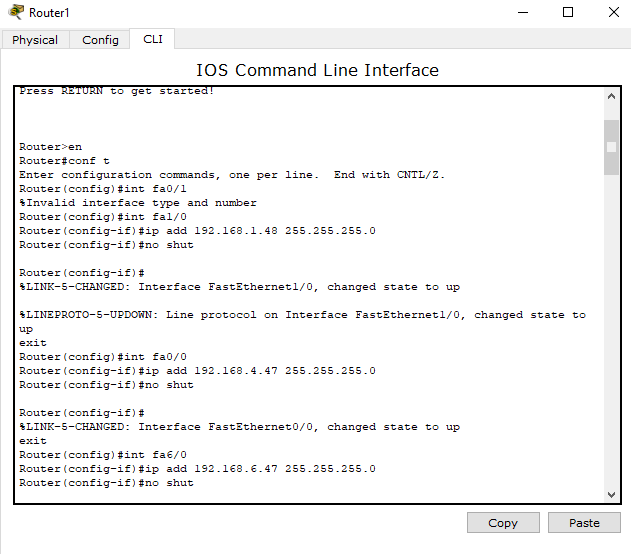 Router1
Physical Config CLI
IOS Command Line Interface
Press RETURN to get started!
Router>en
Router#conf t
Enter configuration commands, one per line.  End with CNTL/Z.
Router(config)#int fa0/1
%Invalid interface type and number
Router(config)#int fa1/0
Router(config-if)#ip add 192.168.1.48 255.255.255.0
Router(config-if)#no shut
Router(config-if)#
%LINK-5-CHANGED: Interface FastEthernet1/0, changed state to up
%LINEPROTO-5-UPDOWN: Line protocol on Interface FastEthernet1/0, changed state to
up
exit
Router(config)#int fa0/0
Router(config-if)#ip add 192.168.4.47 255.255.255.0
Router(config-if)#no shut
Router(config-if)#
%LINK-5-CHANGED: Interface FastEthernet0/0, changed state to up
exit
Router(config)#int fa6/0
Router(config-if)#ip add 192.168.6.47 255.255.255.0
Router(config-if)#no shut
Copy Paste